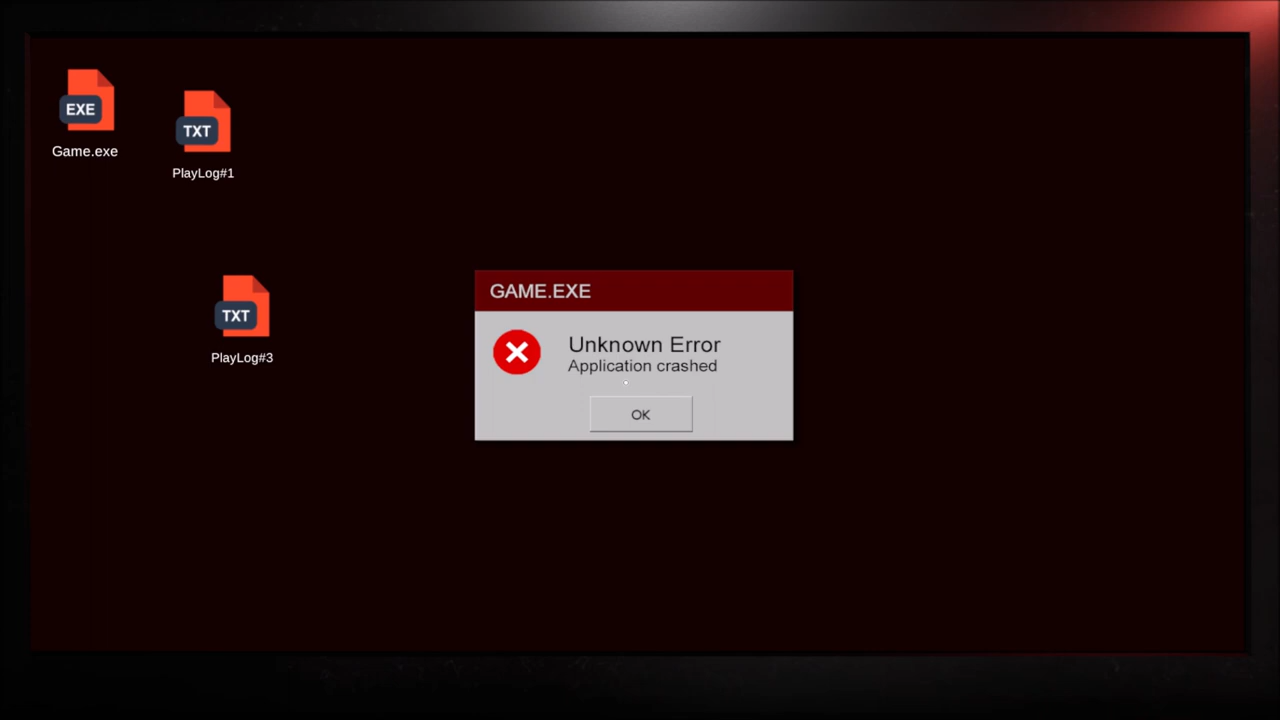 EXE
Game.exe
TXT
PlayLog#1
TXT
PlayLog#3
GAME.EXE
Unknown Error
Application crashed
OK